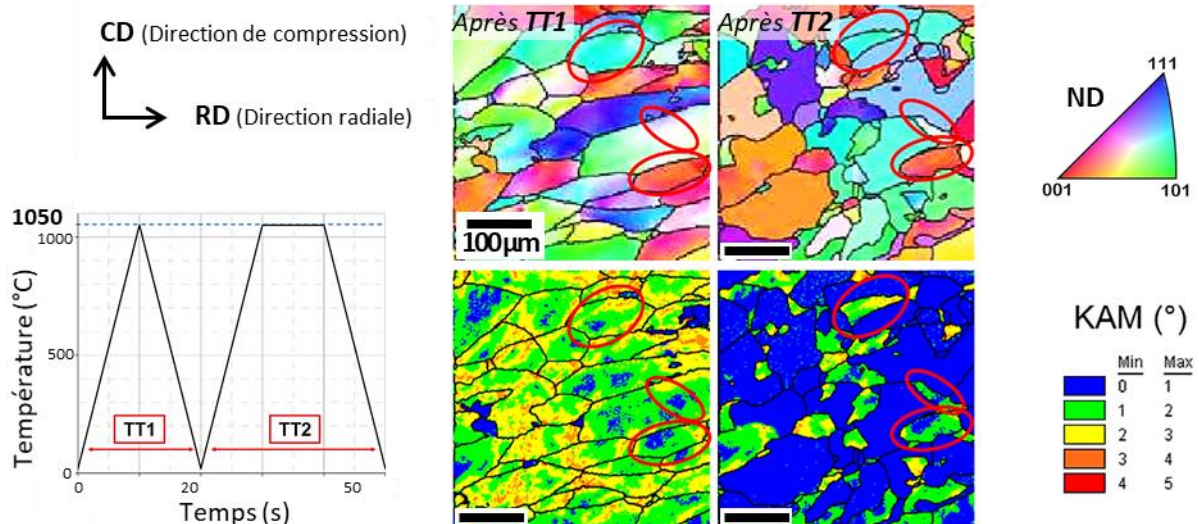 CD (Direction de compression)
RD (Direction radiale)
Après TT1
Après TT2
100µm
ND
111
001
101
1050
1000
500
0
Température (°C)
TT1
TT2
0
20
50
Temps (s)
KAM (°)
Min Max
0 1
1 2
2 3
3 4
4 5